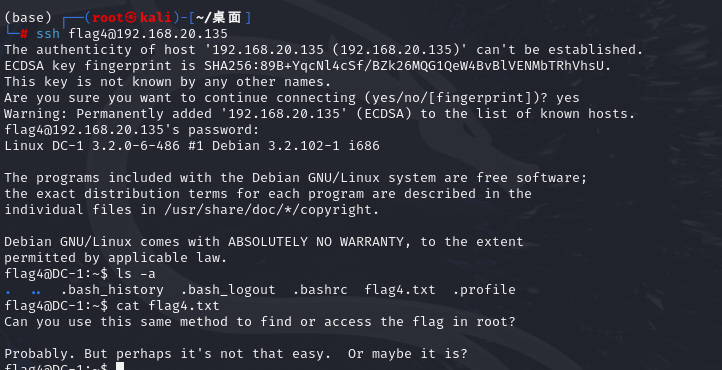 (base) ┌──(root㉿kali)-[~/桌面]
└─# ssh flag4@192.168.20.135
The authenticity of host '192.168.20.135 (192.168.20.135)' can't be established.
ECDSA key fingerprint is SHA256:89B+YqcNl4cSf/BZk26MQG1QeW4BvBlVENMbTRhVhsU.
This key is not known by any other names.
Are you sure you want to continue connecting (yes/no/[fingerprint])? yes
Warning: Permanently added '192.168.20.135' (ECDSA) to the list of known hosts.
flag4@192.168.20.135's password:
Linux DC-1 3.2.0-6-486 #1 Debian 3.2.102-1 i686
The programs included with the Debian GNU/Linux system are free software;
the exact distribution terms for each program are described in the
individual files in /usr/share/doc/*/copyright.
Debian GNU/Linux comes with ABSOLUTELY NO WARRANTY, to the extent
permitted by applicable law.
flag4@DC-1:~$ ls -a
.  ..  .bash_history  .bash_logout  .bashrc  flag4.txt  .profile
flag4@DC-1:~$ cat flag4.txt
Can you use this same method to find or access the flag in root?
Probably. But perhaps it's not that easy.  Or maybe it is?
flag4@DC-1:~$